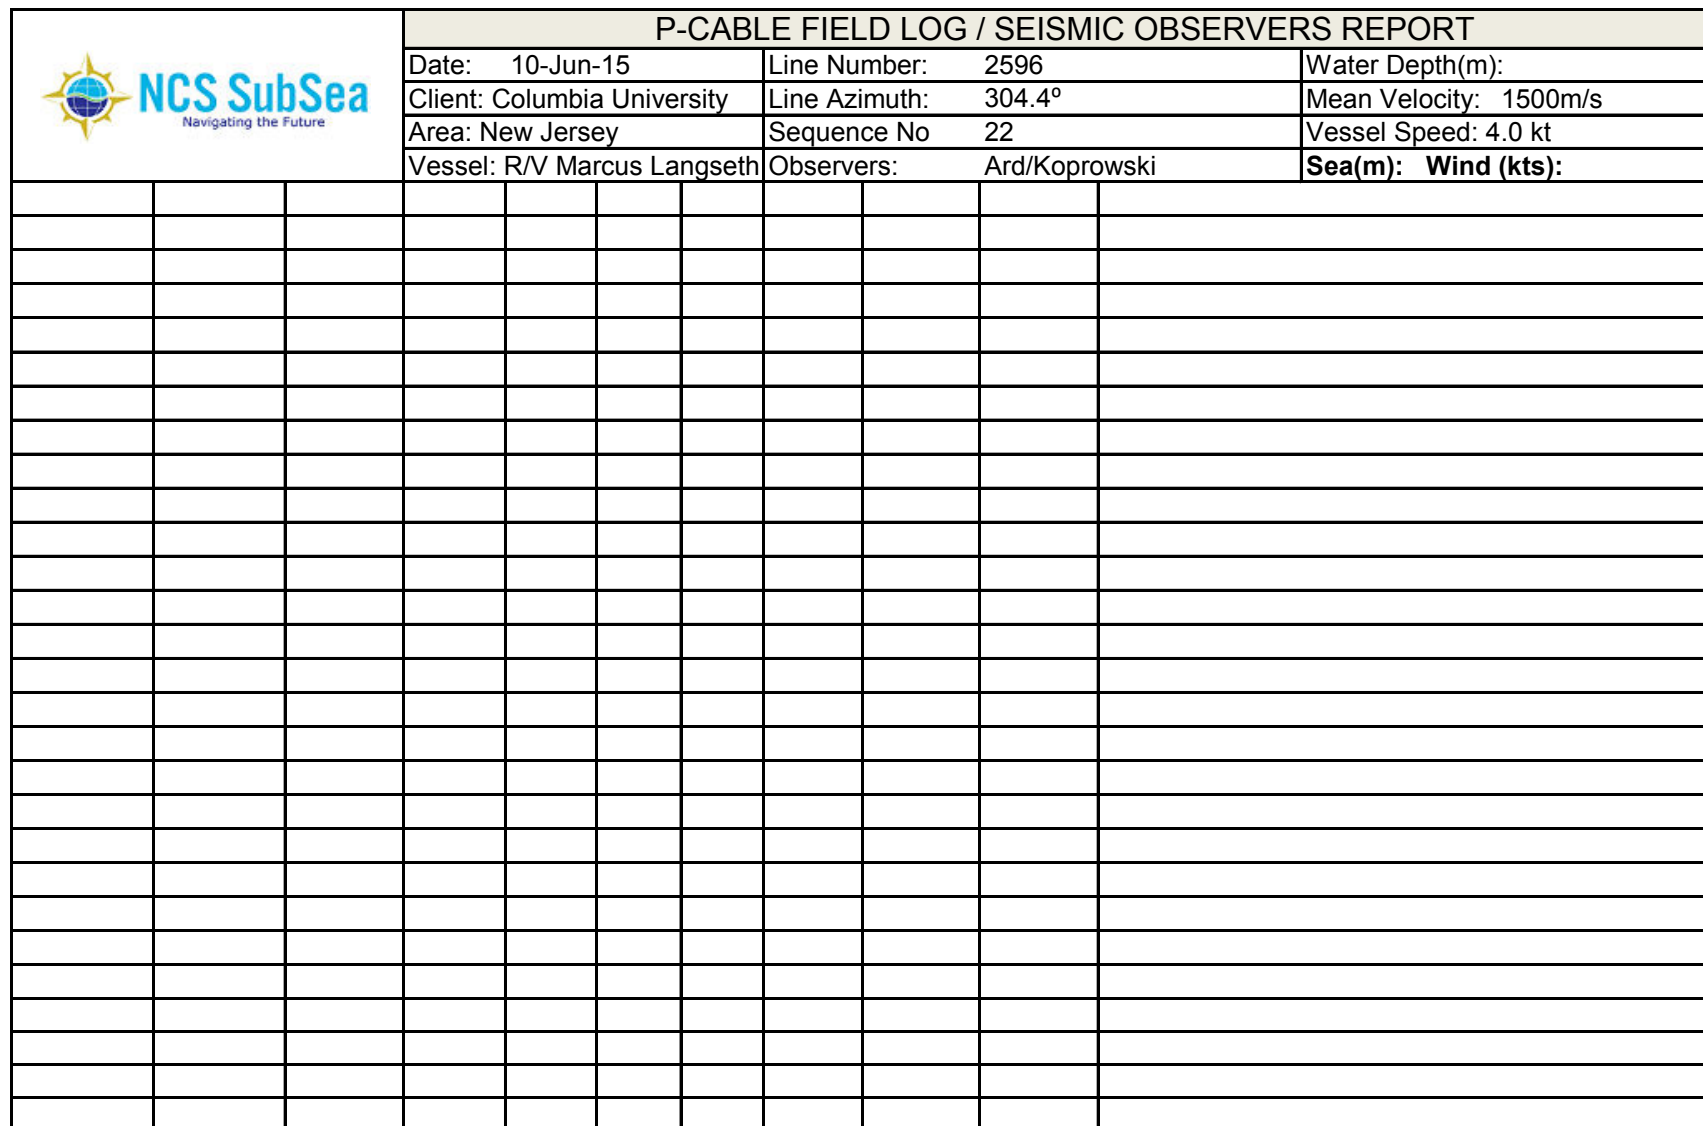 P-CABLE FIELD LOG / SEISMIC OBSERVERS REPORT
NCS SubSea
Navigating the Future
Date: 10-Jun-15 Line Number: 2596 Water Depth(m):
Client: Columbia University Line Azimuth: 304.4º Mean Velocity: 1500m/s
Area: New Jersey Sequence No 22 Vessel Speed: 4.0 kt
Vessel: R/V Marcus Langseth Observers: Ard/Koprowski Sea(m): Wind (kts):